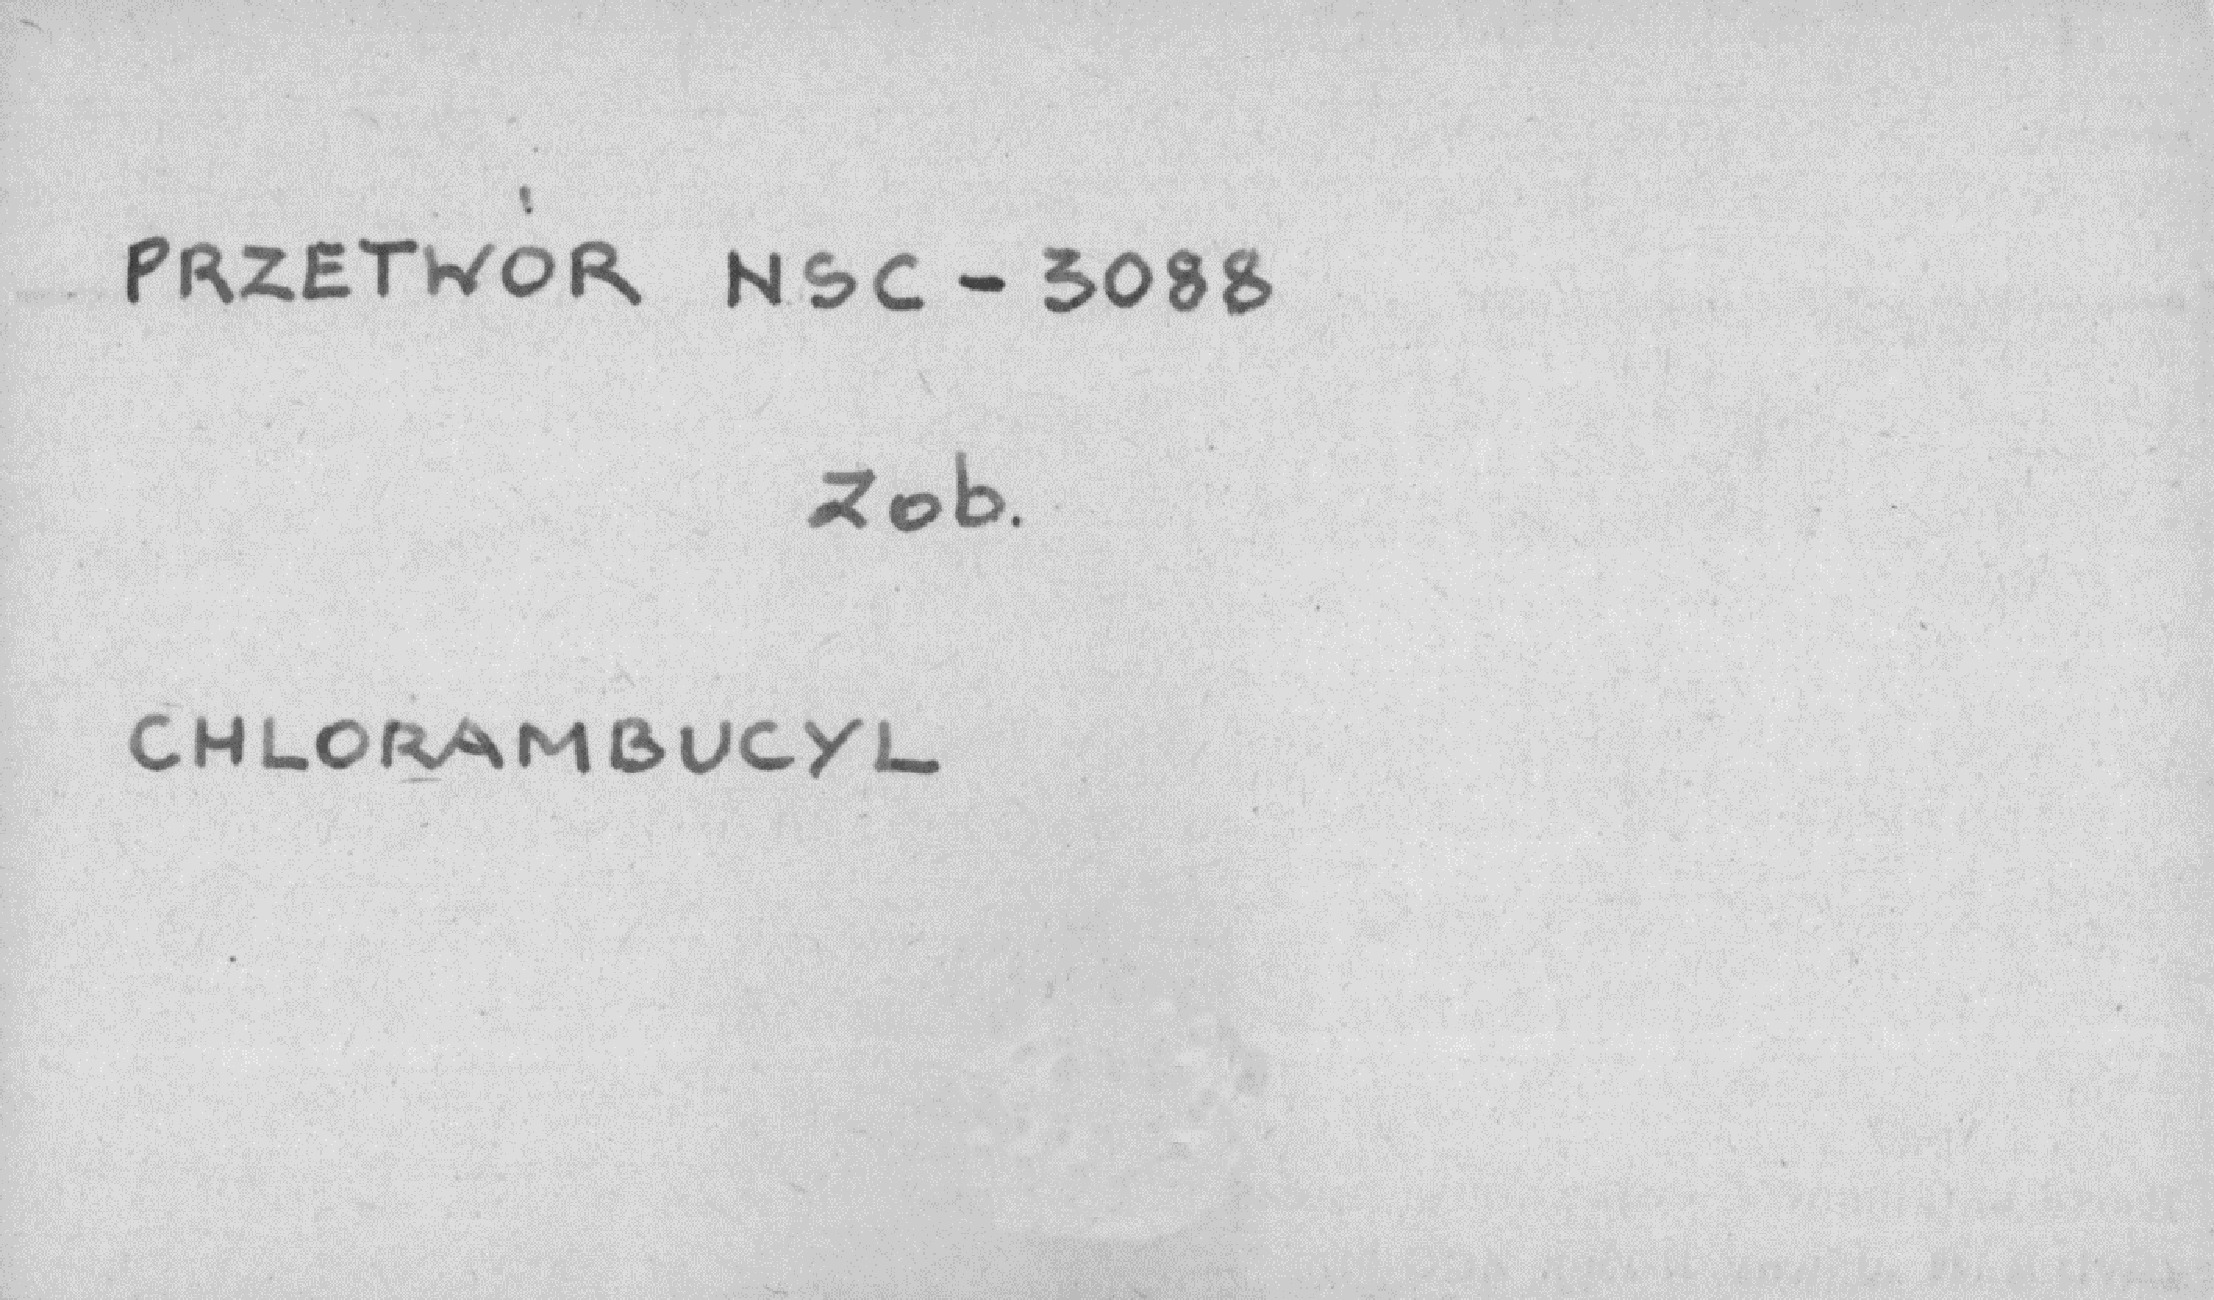 PRZETWÓR NSC - 3088
Zob.
CHLORAMBUCYL